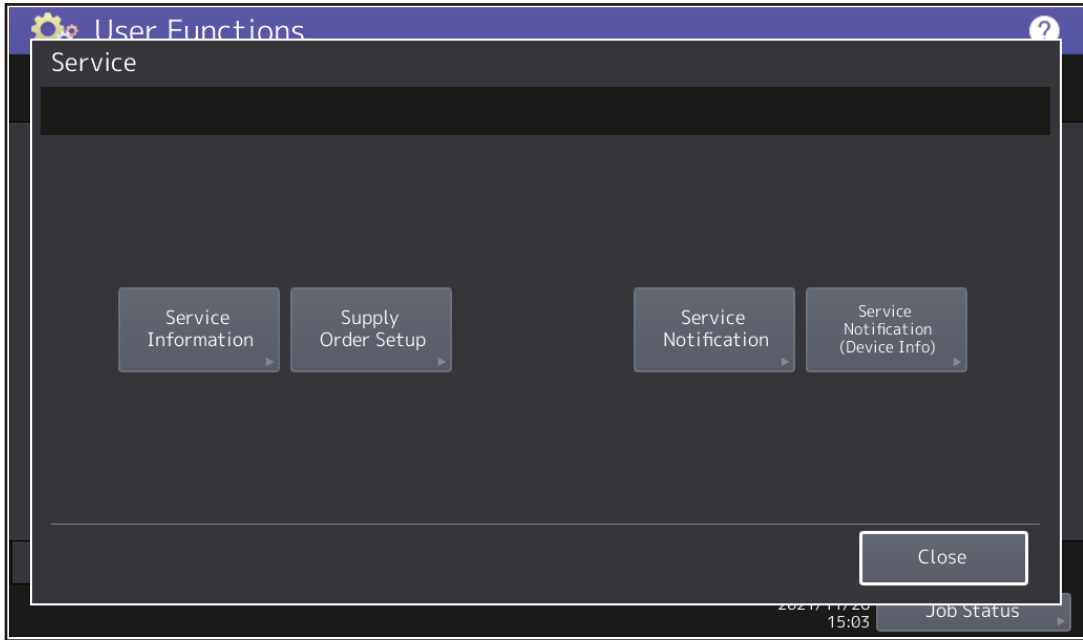 User Functions
?
Service
Service
Information
Supply
Order Setup
Service
Notification
Service
Notification
(Device Info)
Close
15:03
Job Status